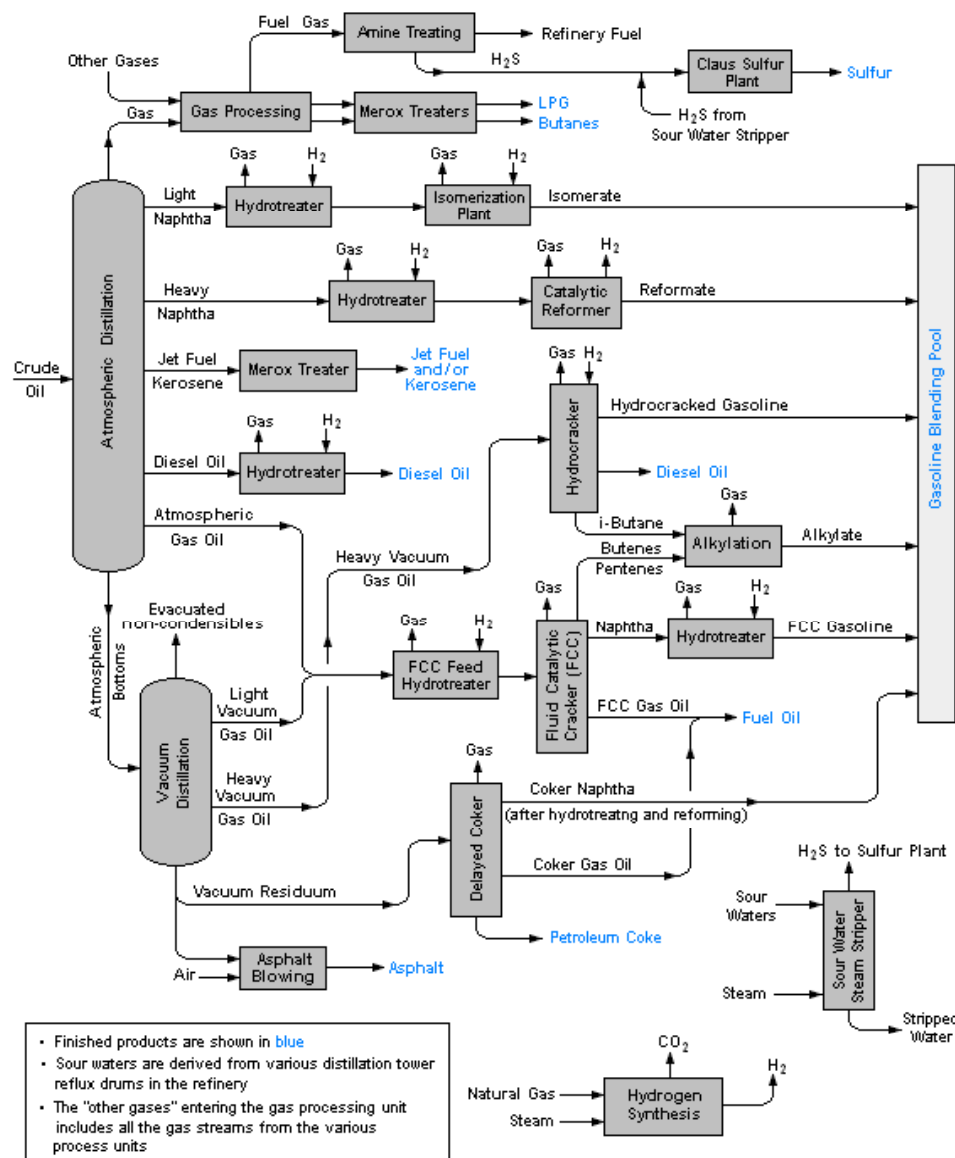 Fuel Gas
Amine Treating
Refinery Fuel
Other Gases
H2S
Claus Sulfur
Plant
Sulfur
Gas
Gas Processing
Merox Treaters
LPG
Butanes
H2S from
Sour Water Stripper
Light
Naphtha
Gas
H2
Hydrotreater
Gas
H2
Isomerization
Plant
Isomerate
Heavy
Naphtha
Gas
H2
Hydrotreater
Gas
H2
Catalytic
Reformer
Reformate
Crude
Oil
Atmospheric Distillation
Jet Fuel
Kerosene
Merox Treater
Jet Fuel
and/or
Kerosene
Gas
H2
Hydrocracker
Hydrocracked Gasoline
Diesel Oil
Gasoline Blending Pool
Diesel Oil
Gas
H2
Hydrotreater
Diesel Oil
Atmospheric
Gas Oil
Heavy Vacuum
Gas Oil
i-Butane
Butenes
Pentenes
Gas
Alkylation
Alkylate
Evacuated
non-condensibles
Atmospheric
Bottoms
Gas
H2
FCC Feed
Hydrotreater
Gas
Fluid Catalytic
Cracker (FCC)
Naphtha
Gas
H2
Hydrotreater
FCC Gasoline
Light
Vacuum
Gas Oil
FCC Gas Oil
Fuel Oil
Vacuum
Distillation
Heavy
Vacuum
Gas Oil
Gas
Delayed Coker
Coker Naphtha
(after hydrotreatng and reforming)
Coker Gas Oil
Vacuum Residuum
Petroleum Coke
Air
Asphalt
Blowing
Asphalt
H2S to Sulfur Plant
Sour
Waters
Sour Water
Steam Stripper
Steam
Stripped
Water
• Finished products are shown in blue
• Sour waters are derived from various distillation tower
reflux drums in the refinery
• The "other gases" entering the gas processing unit
includes all the gas streams from the various
process units
CO2
H2
Natural Gas
Steam
Hydrogen
Synthesis